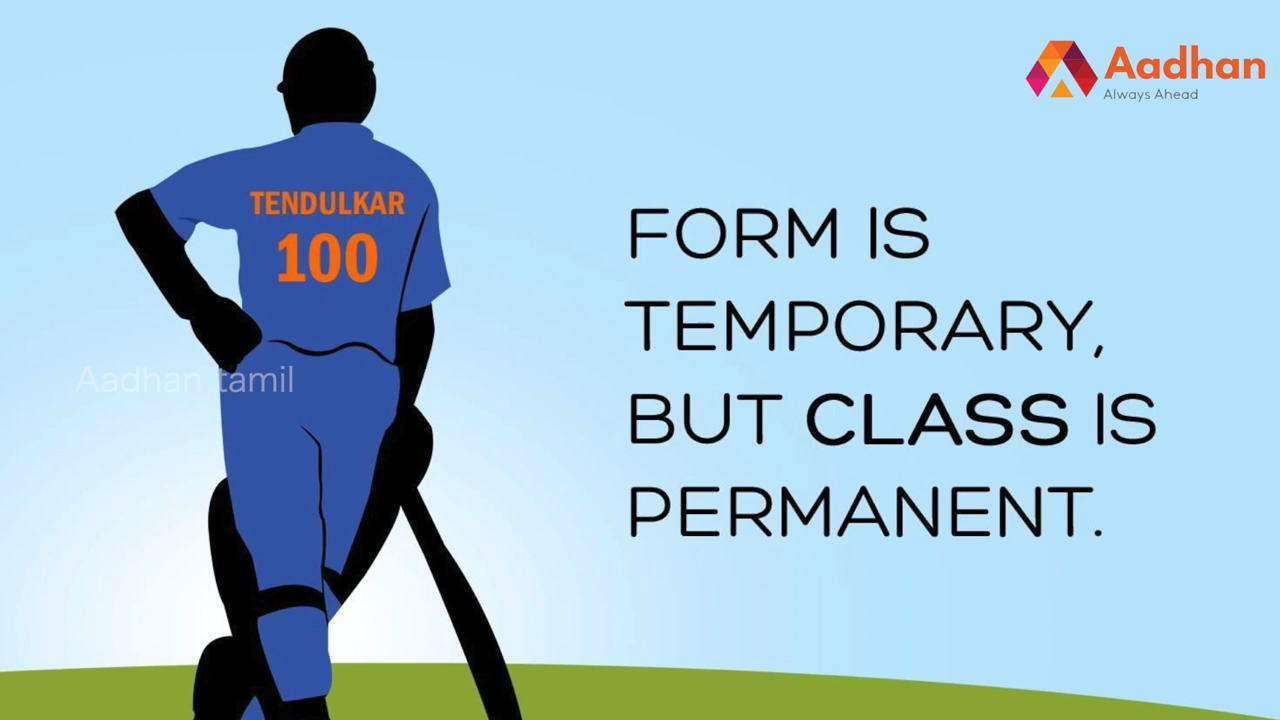 Aadhan
Always Ahead
TENDULKAR
100
FORM IS
TEMPORARY,
BUT CLASS IS
PERMANENT.
Aadhan tamil